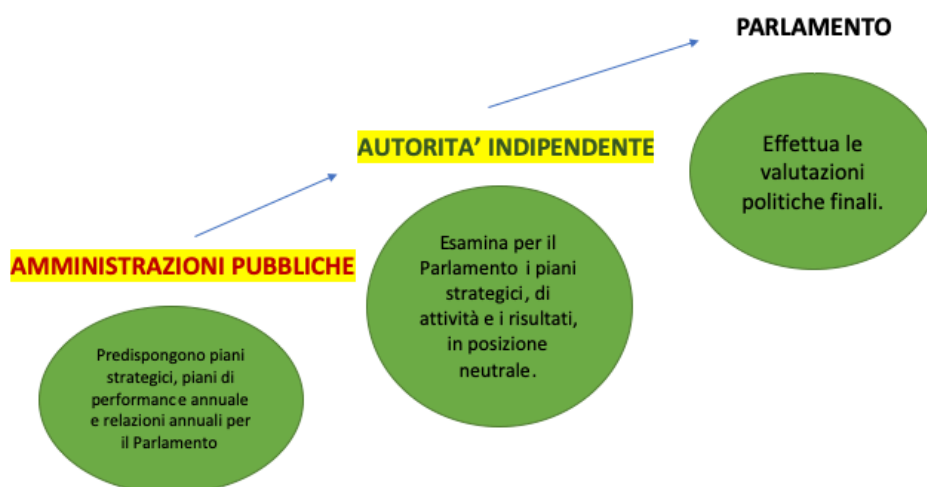 PARLAMENTO
Effettua le
valutazioni
politiche finali.
AUTORITA’ INDIPENDENTE
Esamina per il
Parlamento i piani
strategici, di
attività e i risultati,
in posizione
neutrale.
AMMINISTRAZIONI PUBBLICHE
Predispongono piani
strategici, piani di
performance annuale
e relazioni annuali per
il Parlamento